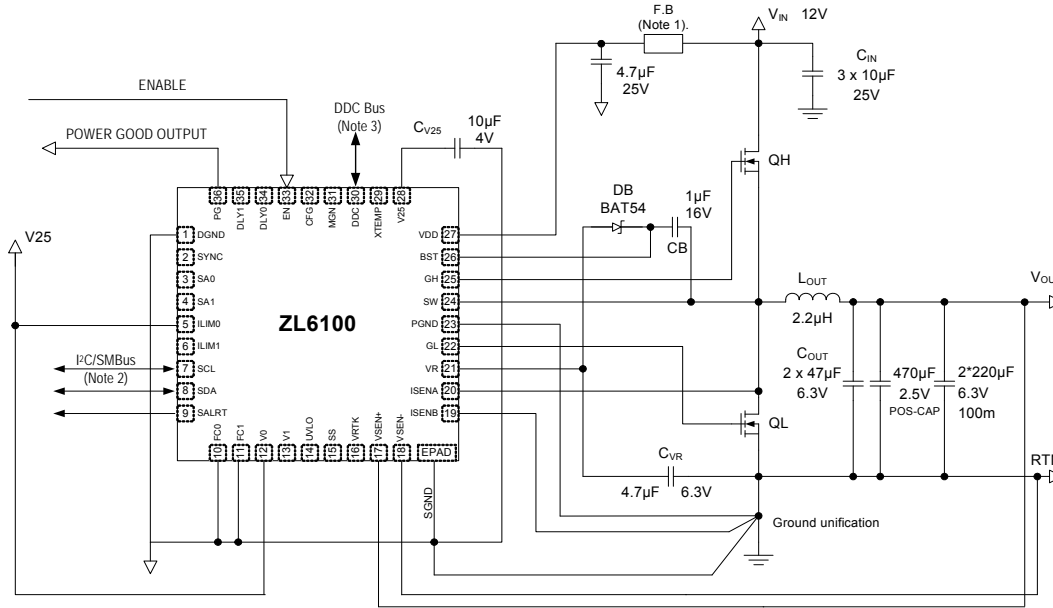 F.B
(Note 1).
V_IN 12V
4.7µF
25V
C_IN
3 x 10µF
25V
ENABLE
DDC Bus
(Note 3)
C_V25
10µF
4V
POWER GOOD OUTPUT
QH
DB
BAT54
1µF
16V
CB
PG 36
DLY1 35
DLY0 34
EN 33
CFG 32
MGN 31
DDC 30
XTEMP 29
V25 28
V25
1 DGND
2 SYNC
3 SA0
4 SA1
5 ILIM0
6 ILIM1
7 SCL
8 SDA
9 SALRT
ZL6100
VDD 27
BST 26
GH 25
SW 24
PGND 23
GL 22
VR 21
ISENA 20
ISENB 19
I²C/SMBus
(Note 2)
L_OUT
2.2µH
V_OU
C_OUT
2 x 47µF
6.3V
470µF
2.5V
POS-CAP
2*220µF
6.3V
100m
QL
FC0 10
FC1 11
V0 12
V1 13
UVLO 14
SS 15
VRTK 16
VSEN+ 17
VSEN- 18
EPAD
SGND
C_VR
4.7µF 6.3V
RT
Ground unification